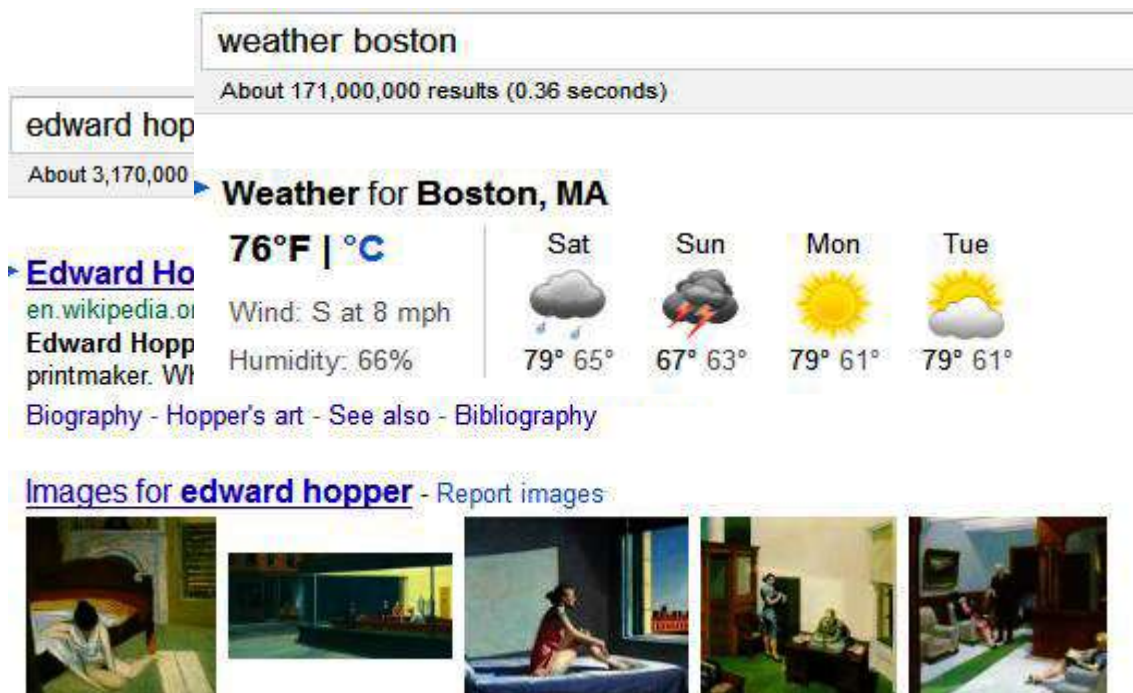 weather boston
About 171,000,000 results (0.36 seconds)
edward hop
About 3,170,000
Weather for Boston, MA
76°F | °C
Wind: S at 8 mph
Humidity: 66%
Sat Sun Mon Tue
79° 65° 67° 63° 79° 61° 79° 61°
Edward Ho
en.wikipedia.or
Edward Hopp
printmaker. Wh
Biography - Hopper's art - See also - Bibliography
Images for edward hopper - Report images